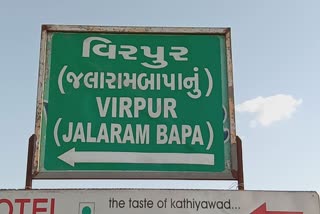 વિરપુર
(જલારામબાપાનું)
VIRPUR
(JALARAM BAPA)
OTEL
the taste of kathiyawad...